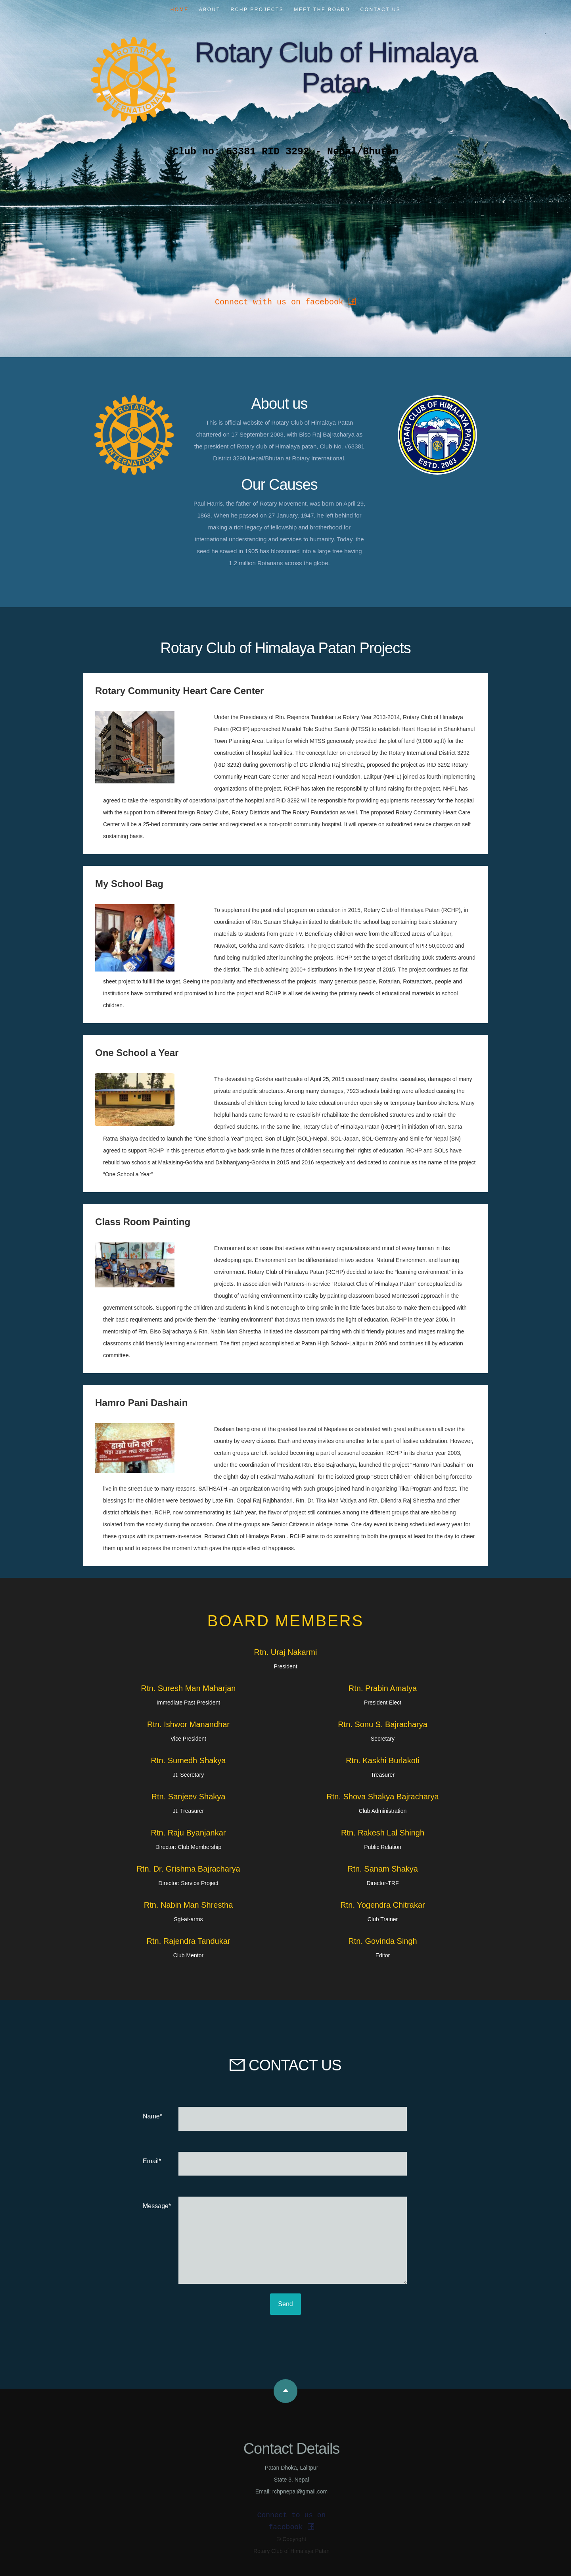 HOME ABOUT RCHP PROJECTS MEET THE BOARD CONTACT US
Rotary Club of Himalaya
Patan
Club no: 63381 RID 3292 - Nepal/Bhutan
Connect with us on facebook
ROTARY
INTERNATIONAL
ROTARY CLUB OF HIMALAYA PATAN
ESTD. 2003
About us
This is official website of Rotary Club of Himalaya Patan
chartered on 17 September 2003, with Biso Raj Bajracharya as
the president of Rotary club of Himalaya patan, Club No. #63381
District 3290 Nepal/Bhutan at Rotary International.
Our Causes
Paul Harris, the father of Rotary Movement, was born on April 29,
1868. When he passed on 27 January, 1947, he left behind for
making a rich legacy of fellowship and brotherhood for
international understanding and services to humanity. Today, the
seed he sowed in 1905 has blossomed into a large tree having
1.2 million Rotarians across the globe.
Rotary Club of Himalaya Patan Projects
Rotary Community Heart Care Center
Under the Presidency of Rtn. Rajendra Tandukar i.e Rotary Year 2013-2014, Rotary Club of Himalaya
Patan (RCHP) approached Maridol Tole Sudhar Samiti (MTSS) to establish Heart Hospital in Shankhamul
Town Planning Area, Lalitpur for which MTSS generously provided the plot of land (9,000 sq.ft) for the
construction of hospital facilities. The concept later on endorsed by the Rotary International District 3292
(RID 3292) during governorship of DG Dilendra Raj Shrestha, proposed the project as RID 3292 Rotary
Community Heart Care Center and Nepal Heart Foundation, Lalitpur (NHFL) joined as fourth implementing
organizations of the project. RCHP has taken the responsibility of fund raising for the project, NHFL has
agreed to take the responsibility of operational part of the hospital and RID 3292 will be responsible for providing equipments necessary for the hospital
with the support from different foreign Rotary Clubs, Rotary Districts and The Rotary Foundation as well. The proposed Rotary Community Heart Care
Center will be a 25-bed community care center and registered as a non-profit community hospital. It will operate on subsidized service charges on self
sustaining basis.
My School Bag
To supplement the post relief program on education in 2015, Rotary Club of Himalaya Patan (RCHP), in
coordination of Rtn. Sanam Shakya initiated to distribute the school bag containing basic stationary
materials to students from grade I-V. Beneficiary children were from the affected areas of Lalitpur,
Nuwakot, Gorkha and Kavre districts. The project started with the seed amount of NPR 50,000.00 and
fund being multiplied after launching the projects, RCHP set the target of distributing 100k students around
the district. The club achieving 2000+ distributions in the first year of 2015. The project continues as flat
sheet project to fullfill the target. Seeing the popularity and effectiveness of the projects, many generous people, Rotarian, Rotaractors, people and
institutions have contributed and promised to fund the project and RCHP is all set delivering the primary needs of educational materials to school
children.
One School a Year
The devastating Gorkha earthquake of April 25, 2015 caused many deaths, casualties, damages of many
private and public structures. Among many damages, 7923 schools building were affected causing the
thousands of children being forced to take education under open sky or temporary bamboo shelters. Many
helpful hands came forward to re-establish/ rehabilitate the demolished structures and to retain the
deprived students. In the same line, Rotary Club of Himalaya Patan (RCHP) in initiation of Rtn. Santa
Ratna Shakya decided to launch the “One School a Year” project. Son of Light (SOL)-Nepal, SOL-Japan, SOL-Germany and Smile for Nepal (SN)
agreed to support RCHP in this generous effort to give back smile in the faces of children securing their rights of education. RCHP and SOLs have
rebuild two schools at Makaising-Gorkha and Dalbhanjyang-Gorkha in 2015 and 2016 respectively and dedicated to continue as the name of the project
“One School a Year”
Class Room Painting
Environment is an issue that evolves within every organizations and mind of every human in this
developing age. Environment can be differentiated in two sectors. Natural Environment and learning
environment. Rotary Club of Himalaya Patan (RCHP) decided to take the “learning environment” in its
projects. In association with Partners-in-service “Rotaract Club of Himalaya Patan” conceptualized its
thought of working environment into reality by painting classroom based Montessori approach in the
government schools. Supporting the children and students in kind is not enough to bring smile in the little faces but also to make them equipped with
their basic requirements and provide them the “learning environment” that draws them towards the light of education. RCHP in the year 2006, in
mentorship of Rtn. Biso Bajracharya & Rtn. Nabin Man Shrestha, initiated the classroom painting with child friendly pictures and images making the
classrooms child friendly learning environment. The first project accomplished at Patan High School-Lalitpur in 2006 and continues till by education
committee.
Hamro Pani Dashain
हाम्रो पनि दशैं
Dashain being one of the greatest festival of Nepalese is celebrated with great enthusiasm all over the
country by every citizens. Each and every invites one another to be a part of festive celebration. However,
certain groups are left isolated becoming a part of seasonal occasion. RCHP in its charter year 2003,
under the coordination of President Rtn. Biso Bajracharya, launched the project “Hamro Pani Dashain” on
the eighth day of Festival “Maha Asthami” for the isolated group “Street Children”-children being forced to
live in the street due to many reasons. SATHSATH –an organization working with such groups joined hand in organizing Tika Program and feast. The
blessings for the children were bestowed by Late Rtn. Gopal Raj Rajbhandari, Rtn. Dr. Tika Man Vaidya and Rtn. Dilendra Raj Shrestha and other
district officials then. RCHP, now commemorating its 14th year, the flavor of project still continues among the different groups that are also being
isolated from the society during the occasion. One of the groups are Senior Citizens in oldage home. One day event is being scheduled every year for
these groups with its partners-in-service, Rotaract Club of Himalaya Patan . RCHP aims to do something to both the groups at least for the day to cheer
them up and to express the moment which gave the ripple effect of happiness.
BOARD MEMBERS
Rtn. Uraj Nakarmi
President
Rtn. Suresh Man Maharjan
Immediate Past President
Rtn. Prabin Amatya
President Elect
Rtn. Ishwor Manandhar
Vice President
Rtn. Sonu S. Bajracharya
Secretary
Rtn. Sumedh Shakya
Jt. Secretary
Rtn. Kaskhi Burlakoti
Treasurer
Rtn. Sanjeev Shakya
Jt. Treasurer
Rtn. Shova Shakya Bajracharya
Club Administration
Rtn. Raju Byanjankar
Director: Club Membership
Rtn. Rakesh Lal Shingh
Public Relation
Rtn. Dr. Grishma Bajracharya
Director: Service Project
Rtn. Sanam Shakya
Director-TRF
Rtn. Nabin Man Shrestha
Sgt-at-arms
Rtn. Yogendra Chitrakar
Club Trainer
Rtn. Rajendra Tandukar
Club Mentor
Rtn. Govinda Singh
Editor
CONTACT US
Name*
Email*
Message*
Send
Contact Details
Patan Dhoka, Lalitpur
State 3, Nepal
Email: rchpnepal@gmail.com
Connect to us on
facebook
© Copyright
Rotary Club of Himalaya Patan